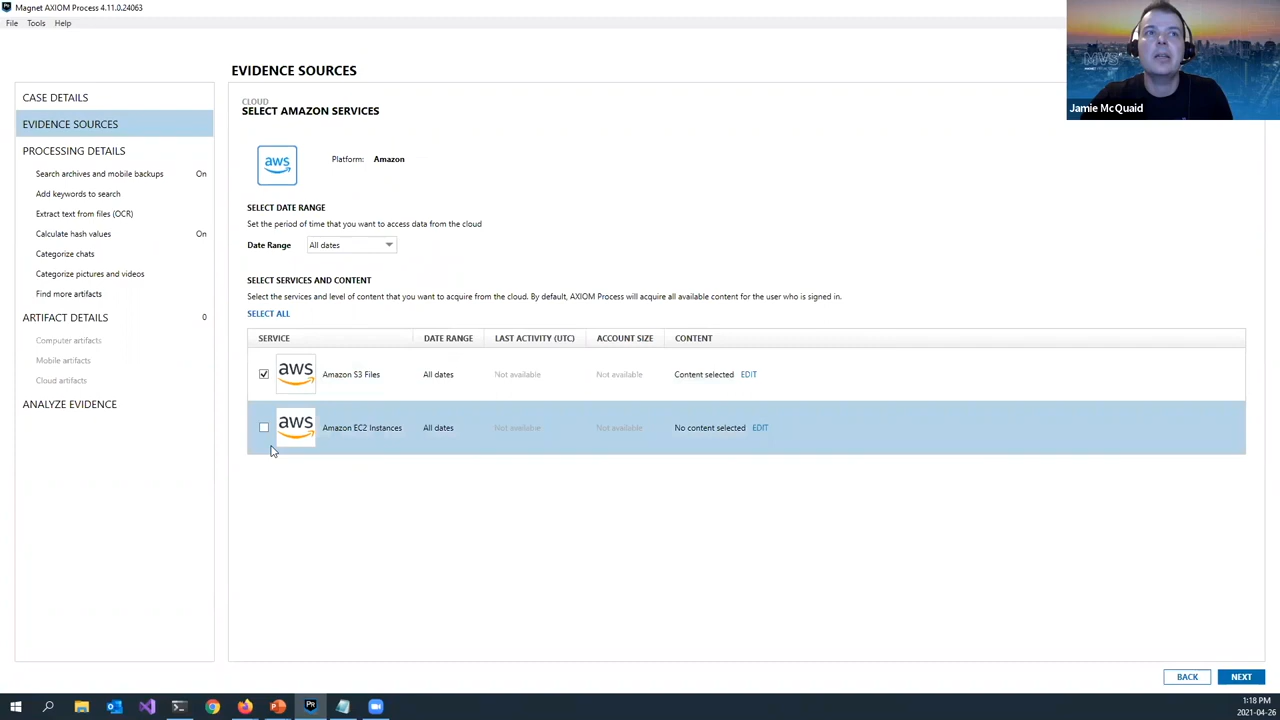 Magnet AXIOM Process 4.11.0.24063
File Tools Help
Jamie McQuaid
EVIDENCE SOURCES
CASE DETAILS
EVIDENCE SOURCES
PROCESSING DETAILS
Search archives and mobile backups On
Add keywords to search
Extract text from files (OCR)
Calculate hash values On
Categorize chats
Categorize pictures and videos
Find more artifacts
ARTIFACT DETAILS 0
Computer artifacts
Mobile artifacts
Cloud artifacts
ANALYZE EVIDENCE
CLOUD
SELECT AMAZON SERVICES
aws
Platform: Amazon
SELECT DATE RANGE
Set the period of time that you want to access data from the cloud
Date Range All dates
SELECT SERVICES AND CONTENT
Select the services and level of content that you want to acquire from the cloud. By default, AXIOM Process will acquire all available content for the user who is signed in.
SELECT ALL
SERVICE DATE RANGE LAST ACTIVITY (UTC) ACCOUNT SIZE CONTENT
aws Amazon S3 Files All dates Not available Not available Content selected EDIT
aws Amazon EC2 Instances All dates Not available Not available No content selected EDIT
BACK NEXT
Pr
1:18 PM
2021-04-26